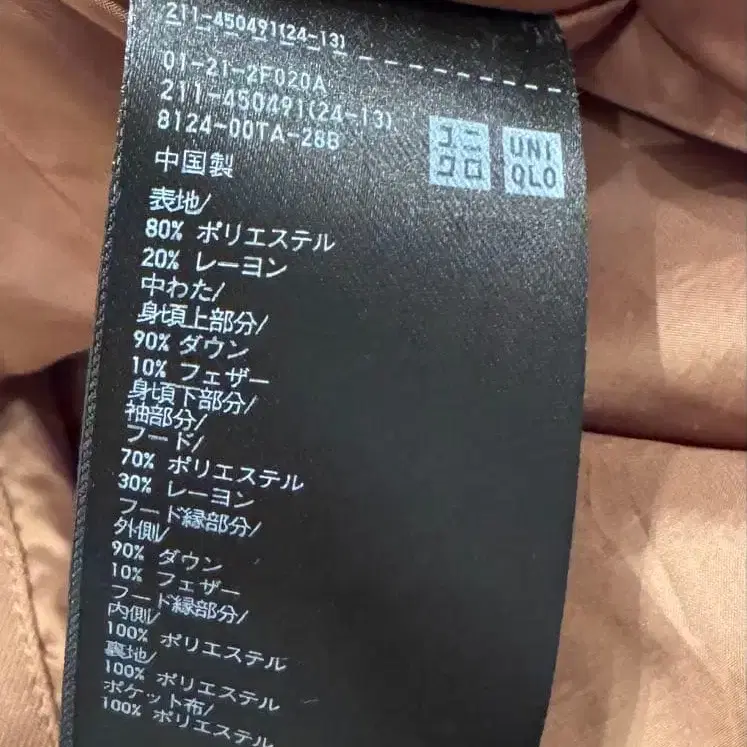 211-450491(24-13)
01-21-2F020A
211-450491(24-13)
8124-00TA-28B
ユニ
クロ
UNI
QLO
中国製
表地/
80% ポリエステル
20% レーヨン
中わた/
身頃上部分/
90% ダウン
10% フェザー
身頃下部分/
袖部分/
フード/
70% ポリエステル
30% レーヨン
フード縁部分/
外側/
90% ダウン
10% フェザー
フード縁部分/
内側/
100% ポリエステル
裏地/
100% ポリエステル
ポケット布/
100% ポリエステル